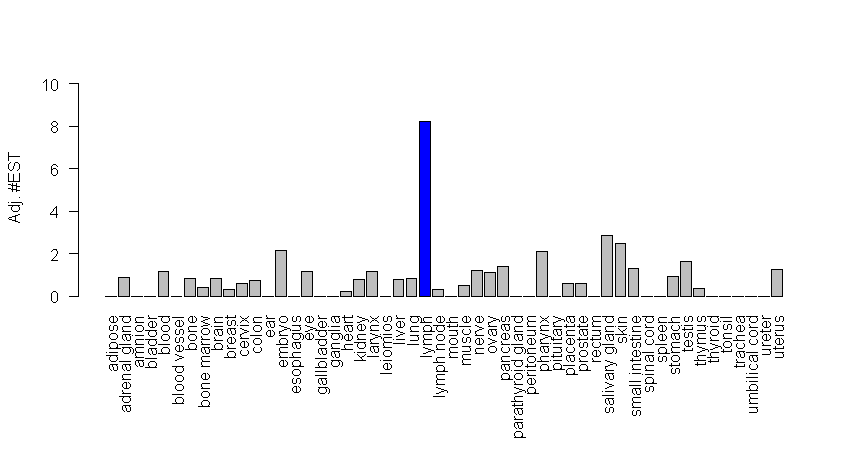 10
8
6
4
2
0
Adj. #EST
adipose
adrenal gland
amnion
bladder
blood
blood vessel
bone
bone marrow
brain
breast
cervix
colon
ear
embryo
esophagus
eye
gallbladder
ganglia
heart
kidney
larynx
leiomios
liver
lung
lymph
lymph node
mouth
muscle
nerve
ovary
pancreas
parathyroid gland
peritoneum
pharynx
pituitary
placenta
prostate
rectum
salivary gland
skin
small intestine
spinal cord
spleen
stomach
testis
thymus
thyroid
tonsil
trachea
umbilical cord
ureter
uterus